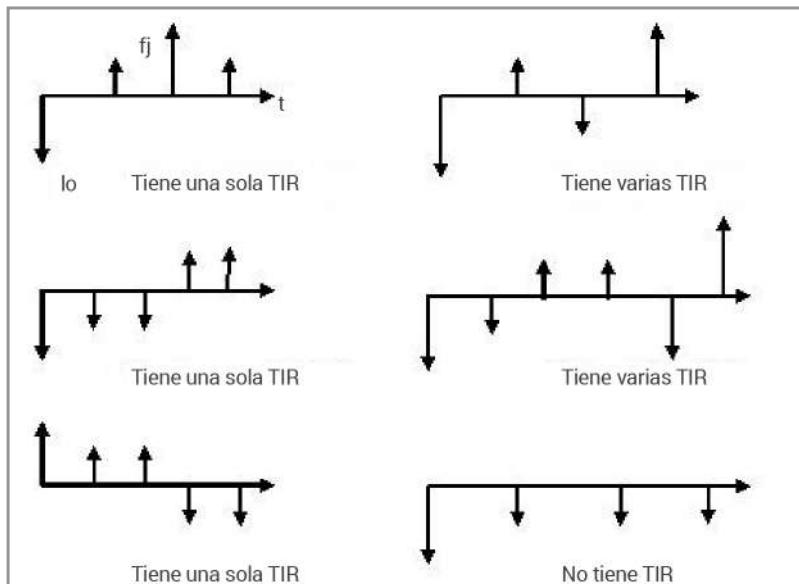 fj
t
Io
Tiene una sola TIR
Tiene varias TIR
Tiene una sola TIR
Tiene varias TIR
Tiene una sola TIR
No tiene TIR